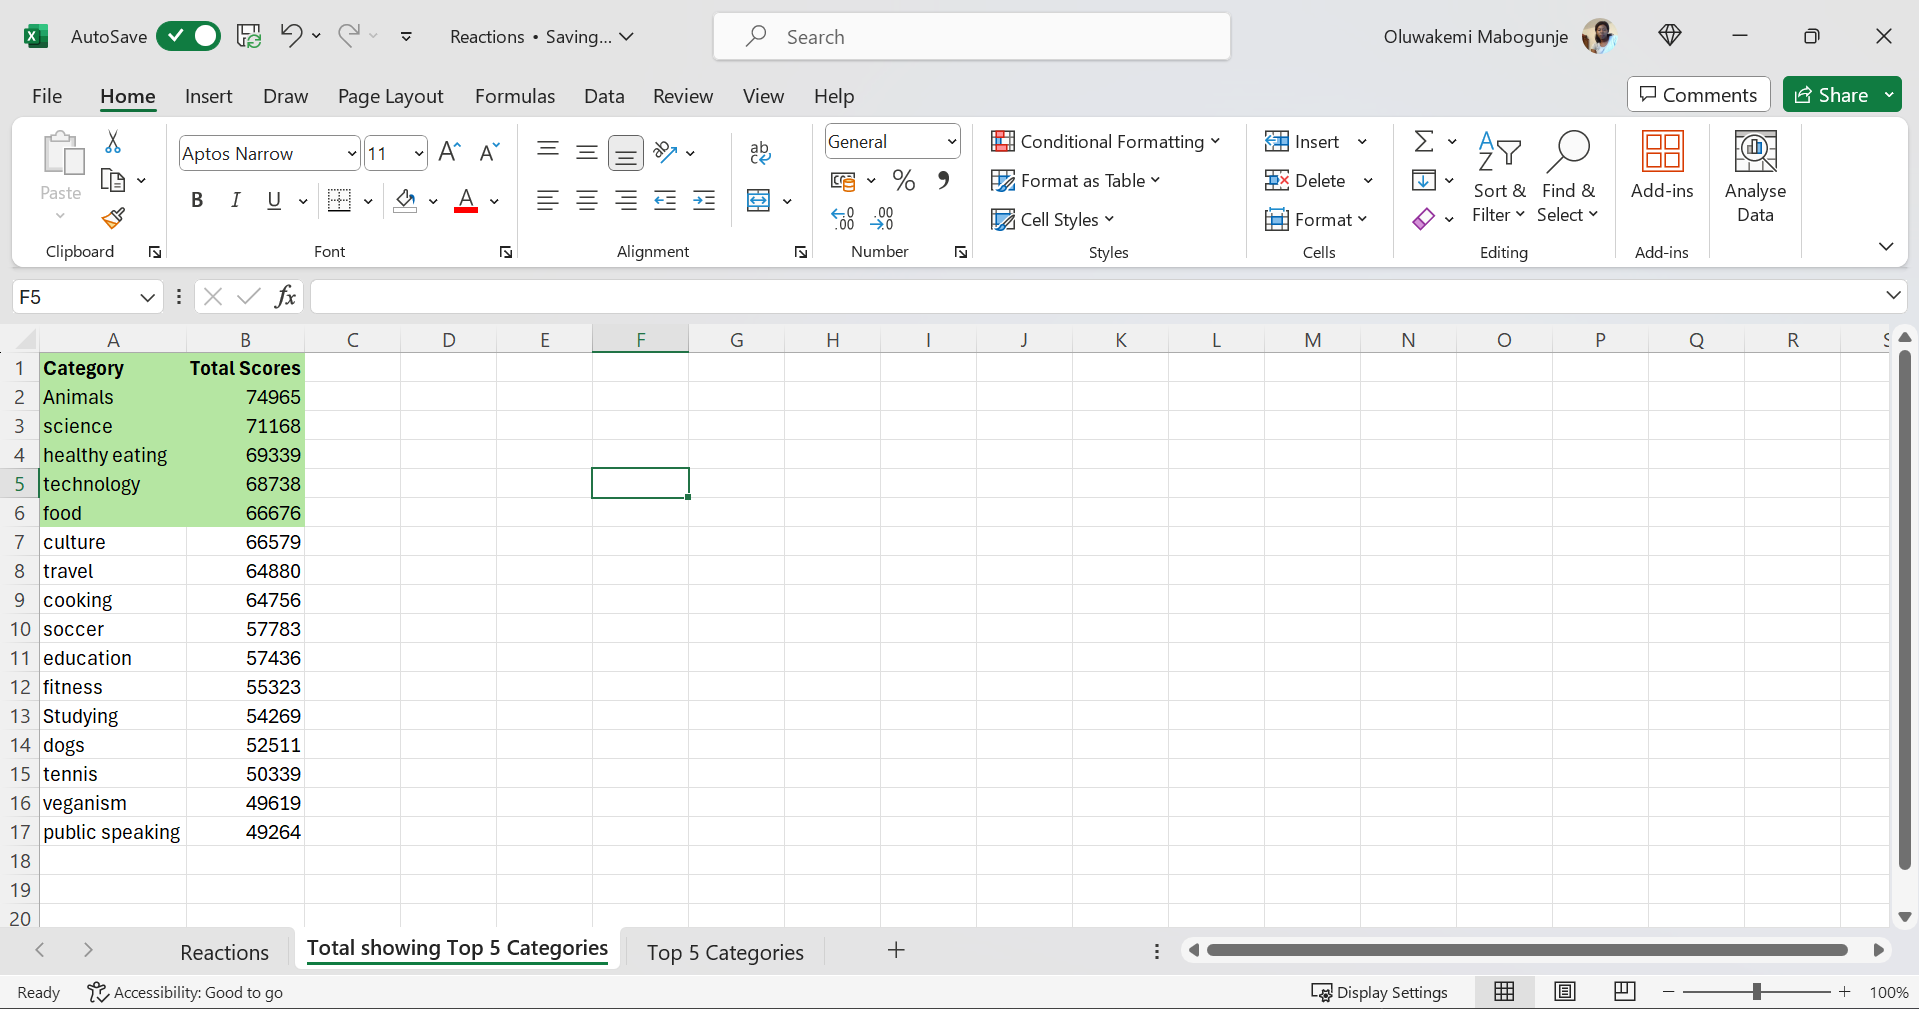 AutoSave
Reactions • Saving...
Search
Oluwakemi Mabogunje
File Home Insert Draw Page Layout Formulas Data Review View Help
Comments
Share
Paste
Clipboard
Aptos Narrow
11
B I U
Font
ab
Alignment
General
%
Number
Conditional Formatting
Format as Table
Cell Styles
Styles
Insert
Delete
Format
Cells
Sort & Filter
Find & Select
Editing
Add-ins
Add-ins
Analyse Data
F5
fx
A B C D E F G H I J K L M N O P Q R
1 Category Total Scores
2 Animals 74965
3 science 71168
4 healthy eating 69339
5 technology 68738
6 food 66676
7 culture 66579
8 travel 64880
9 cooking 64756
10 soccer 57783
11 education 57436
12 fitness 55323
13 Studying 54269
14 dogs 52511
15 tennis 50339
16 veganism 49619
17 public speaking 49264
18
19
20
Reactions
Total showing Top 5 Categories
Top 5 Categories
Ready
Accessibility: Good to go
Display Settings
100%